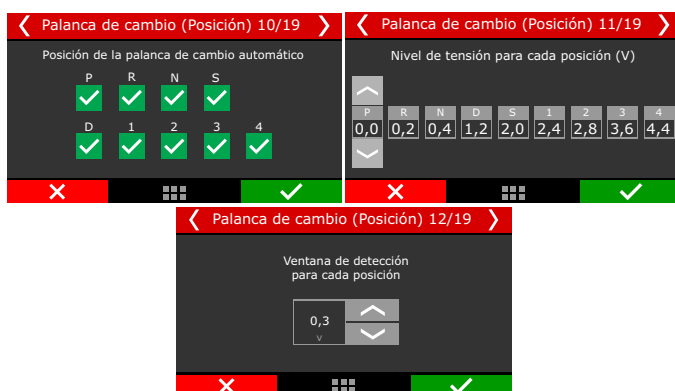 Palanca de cambio (Posición) 10/19
Posición de la palanca de cambio automático
P R N S
D 1 2 3 4
Palanca de cambio (Posición) 11/19
Nivel de tensión para cada posición (V)
P R N D S 1 2 3 4
0,0 0,2 0,4 1,2 2,0 2,4 2,8 3,6 4,4
Palanca de cambio (Posición) 12/19
Ventana de detección
para cada posición
0,3
v